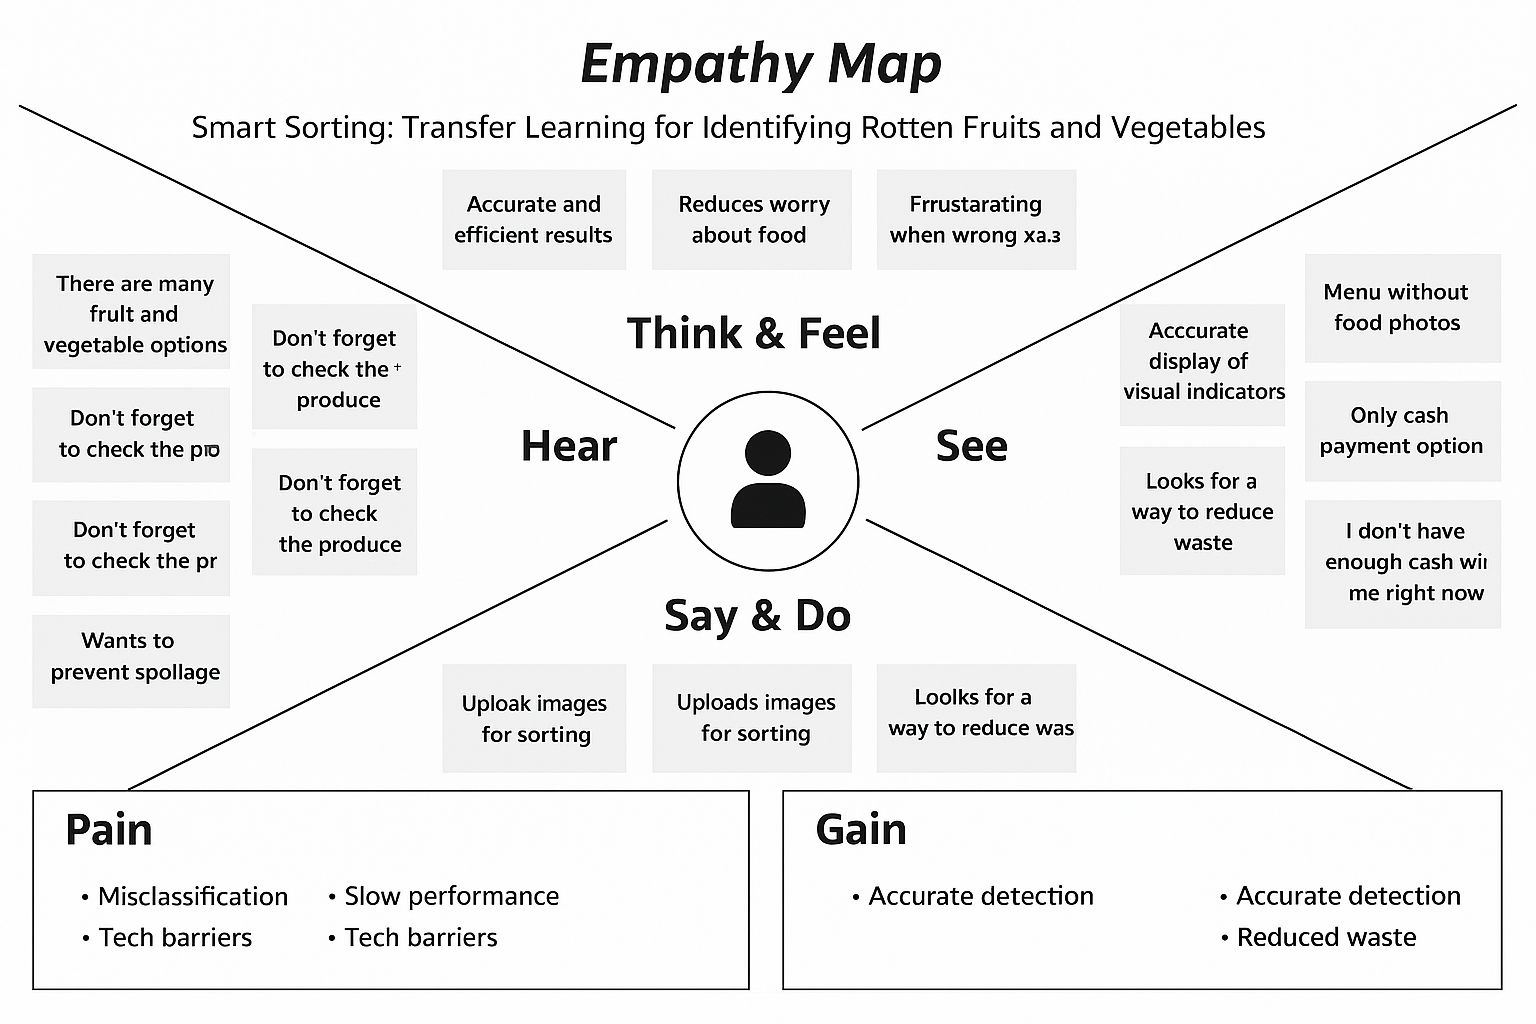 Empathy Map
Smart Sorting: Transfer Learning for Identifying Rotten Fruits and Vegetables
Accurate and
efficient results
Reduces worry
about food
Frrustarating
when wrong xa.з
Think & Feel
There are many
frult and
vegetable options
Don't forget
to check the pro
Don't forget
to check the pr
Wants to
prevent spollage
Don't forget
to check the +
produce
Don't forget
to check
the produce
Hear
See
Acccurate
display of
visual indicators
Looks for a
way to reduce
waste
Menu without
food photos
Only cash
payment option
I don't have
enough cash wi
me right now
Say & Do
Uploak images
for sorting
Uploads images
for sorting
Loolks for a
way to reduce was
Pain
• Misclassification
• Tech barriers
• Slow performance
• Tech barriers
Gain
• Accurate detection
• Accurate detection
• Reduced waste